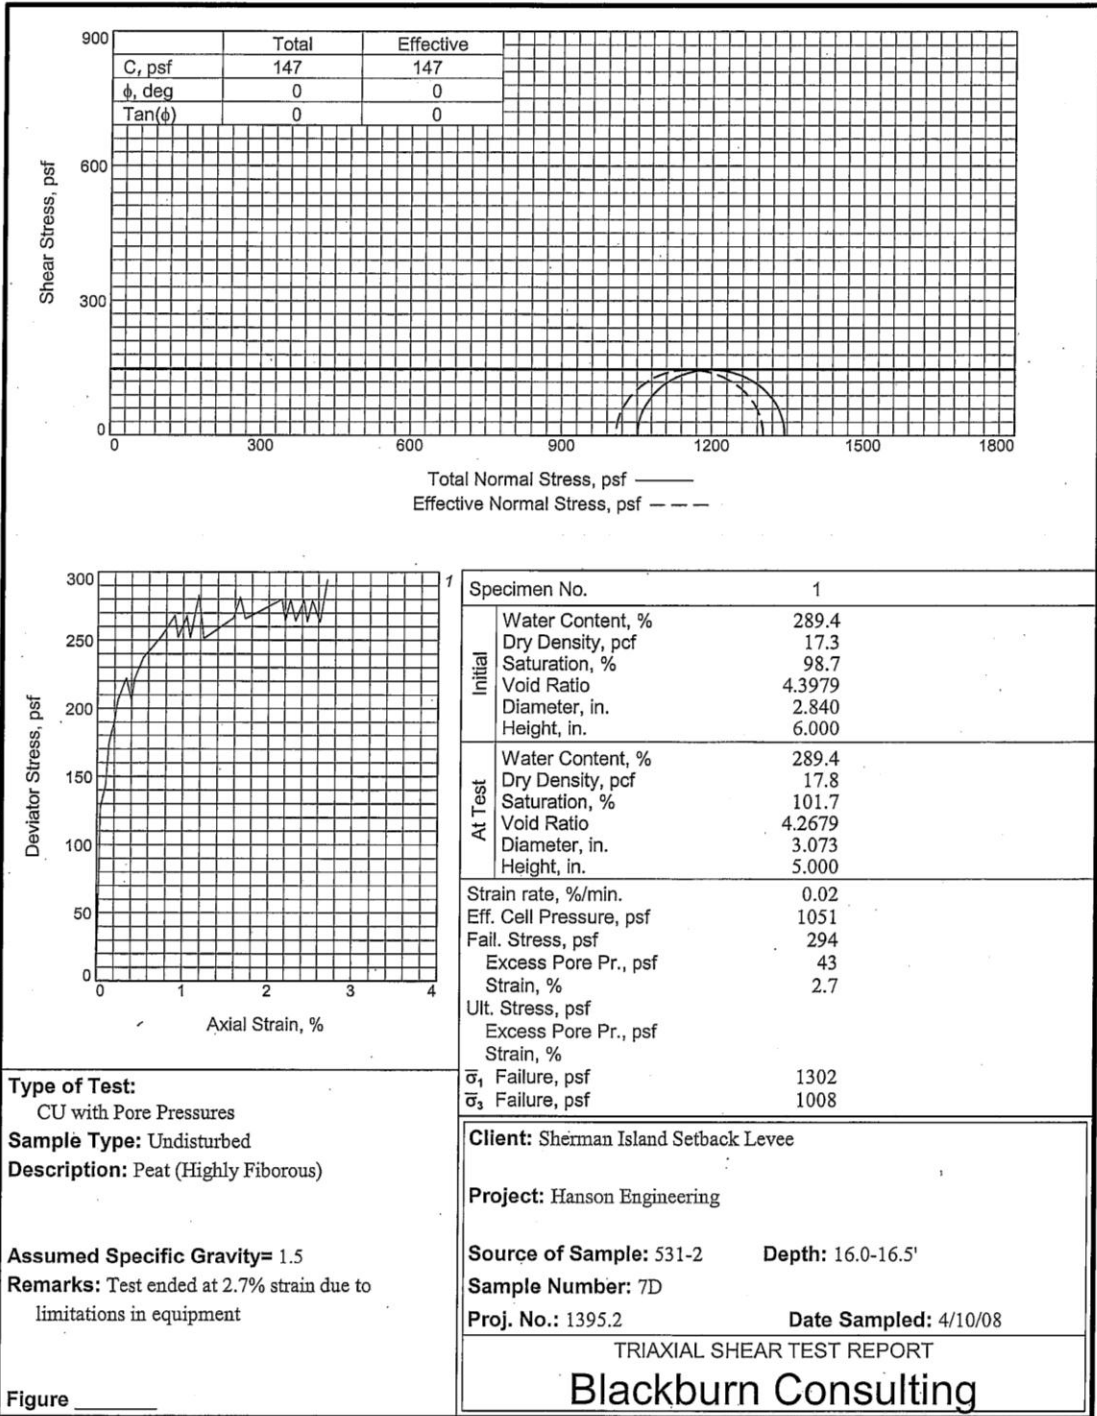 900
Total Effective
C, psf 147 147
ϕ, deg 0 0
Tan(ϕ) 0 0
600
300
0
Shear Stress, psf
0 300 600 900 1200 1500 1800
Total Normal Stress, psf ———
Effective Normal Stress, psf – – –
300
250
200
150
100
50
0
Deviator Stress, psf
1
0 1 2 3 4
Axial Strain, %
Specimen No. 1
Initial
Water Content, % 289.4
Dry Density, pcf 17.3
Saturation, % 98.7
Void Ratio 4.3979
Diameter, in. 2.840
Height, in. 6.000
At Test
Water Content, % 289.4
Dry Density, pcf 17.8
Saturation, % 101.7
Void Ratio 4.2679
Diameter, in. 3.073
Height, in. 5.000
Strain rate, %/min. 0.02
Eff. Cell Pressure, psf 1051
Fail. Stress, psf 294
Excess Pore Pr., psf 43
Strain, % 2.7
Ult. Stress, psf
Excess Pore Pr., psf
Strain, %
σ̅₁ Failure, psf 1302
σ̅₃ Failure, psf 1008
Type of Test:
CU with Pore Pressures
Sample Type: Undisturbed
Description: Peat (Highly Fiborous)
Assumed Specific Gravity= 1.5
Remarks: Test ended at 2.7% strain due to
limitations in equipment
Figure ________
Client: Sherman Island Setback Levee
Project: Hanson Engineering
Source of Sample: 531-2 Depth: 16.0-16.5'
Sample Number: 7D
Proj. No.: 1395.2 Date Sampled: 4/10/08
TRIAXIAL SHEAR TEST REPORT
Blackburn Consulting